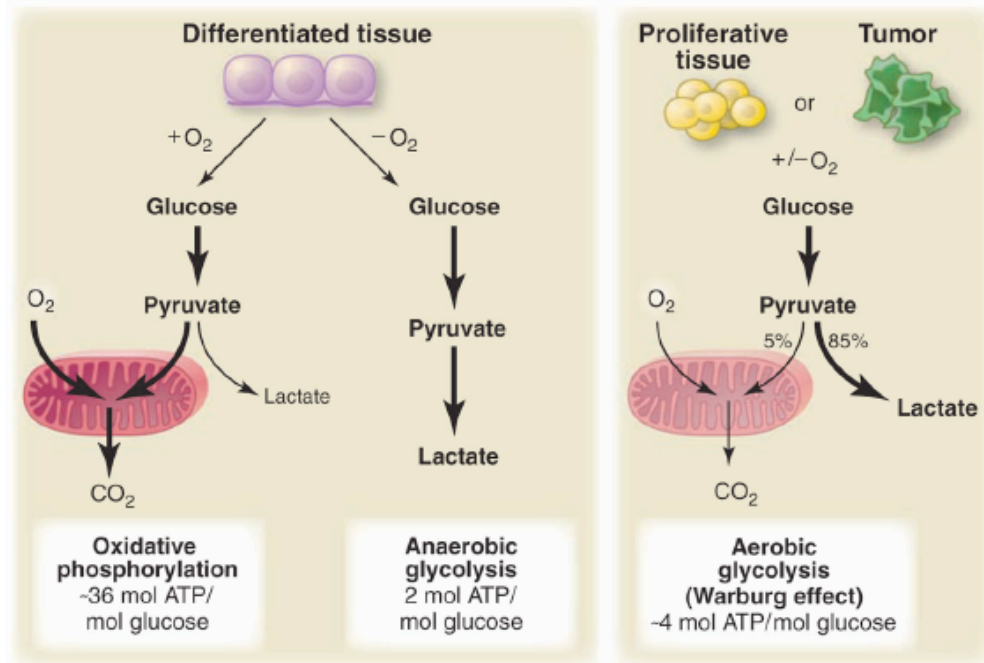 Differentiated tissue
+O₂
−O₂
Glucose
Glucose
O₂
Pyruvate
Pyruvate
Lactate
Lactate
CO₂
Oxidative
phosphorylation
~36 mol ATP/
mol glucose
Anaerobic
glycolysis
2 mol ATP/
mol glucose
Proliferative
tissue
or
Tumor
+/−O₂
Glucose
O₂
Pyruvate
5%
85%
Lactate
CO₂
Aerobic
glycolysis
(Warburg effect)
~4 mol ATP/mol glucose